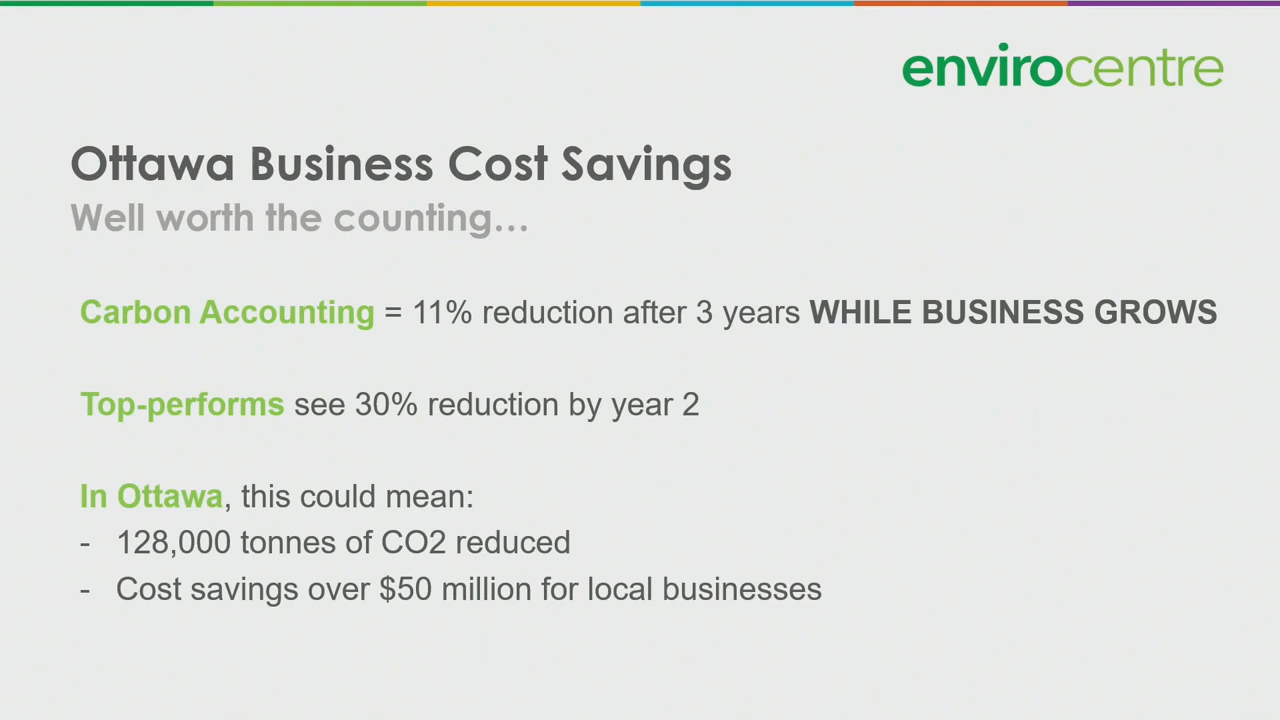 envirocentre
Ottawa Business Cost Savings
Well worth the counting…
Carbon Accounting = 11% reduction after 3 years WHILE BUSINESS GROWS
Top-performs see 30% reduction by year 2
In Ottawa, this could mean:
- 128,000 tonnes of CO2 reduced
- Cost savings over $50 million for local businesses